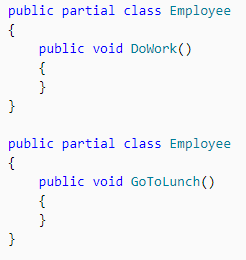 public partial class Employee
{
    public void DoWork()
    {
    }
}

public partial class Employee
{
    public void GoToLunch()
    {
    }
}